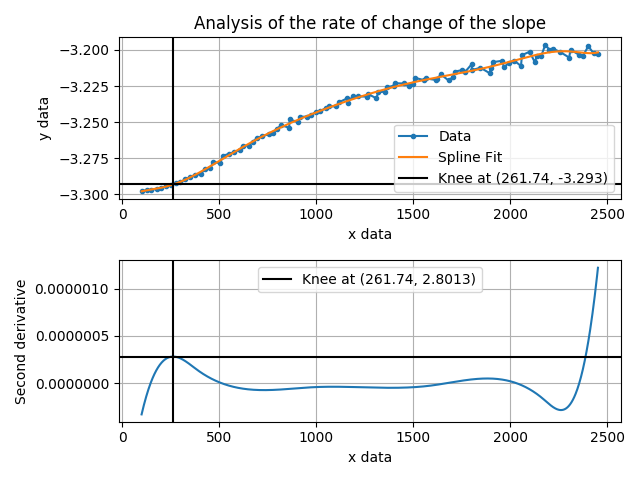 Analysis of the rate of change of the slope
−3.200
−3.225
−3.250
−3.275
−3.300
y data
Data
Spline Fit
Knee at (261.74, -3.293)
0 500 1000 1500 2000 2500
x data
Knee at (261.74, 2.8013)
0.0000010
0.0000005
0.0000000
Second derivative
0 500 1000 1500 2000 2500
x data